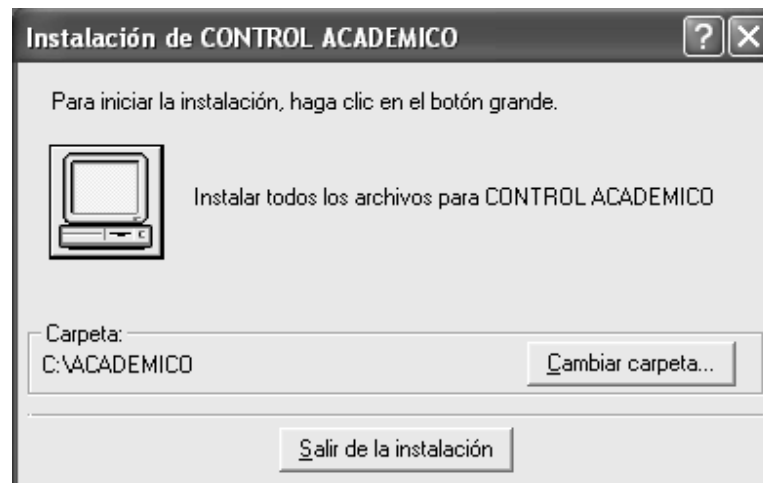 Instalación de CONTROL ACADEMICO
Para iniciar la instalación, haga clic en el botón grande.
Instalar todos los archivos para CONTROL ACADEMICO
Carpeta:
C:\ACADEMICO
Cambiar carpeta...
Salir de la instalación